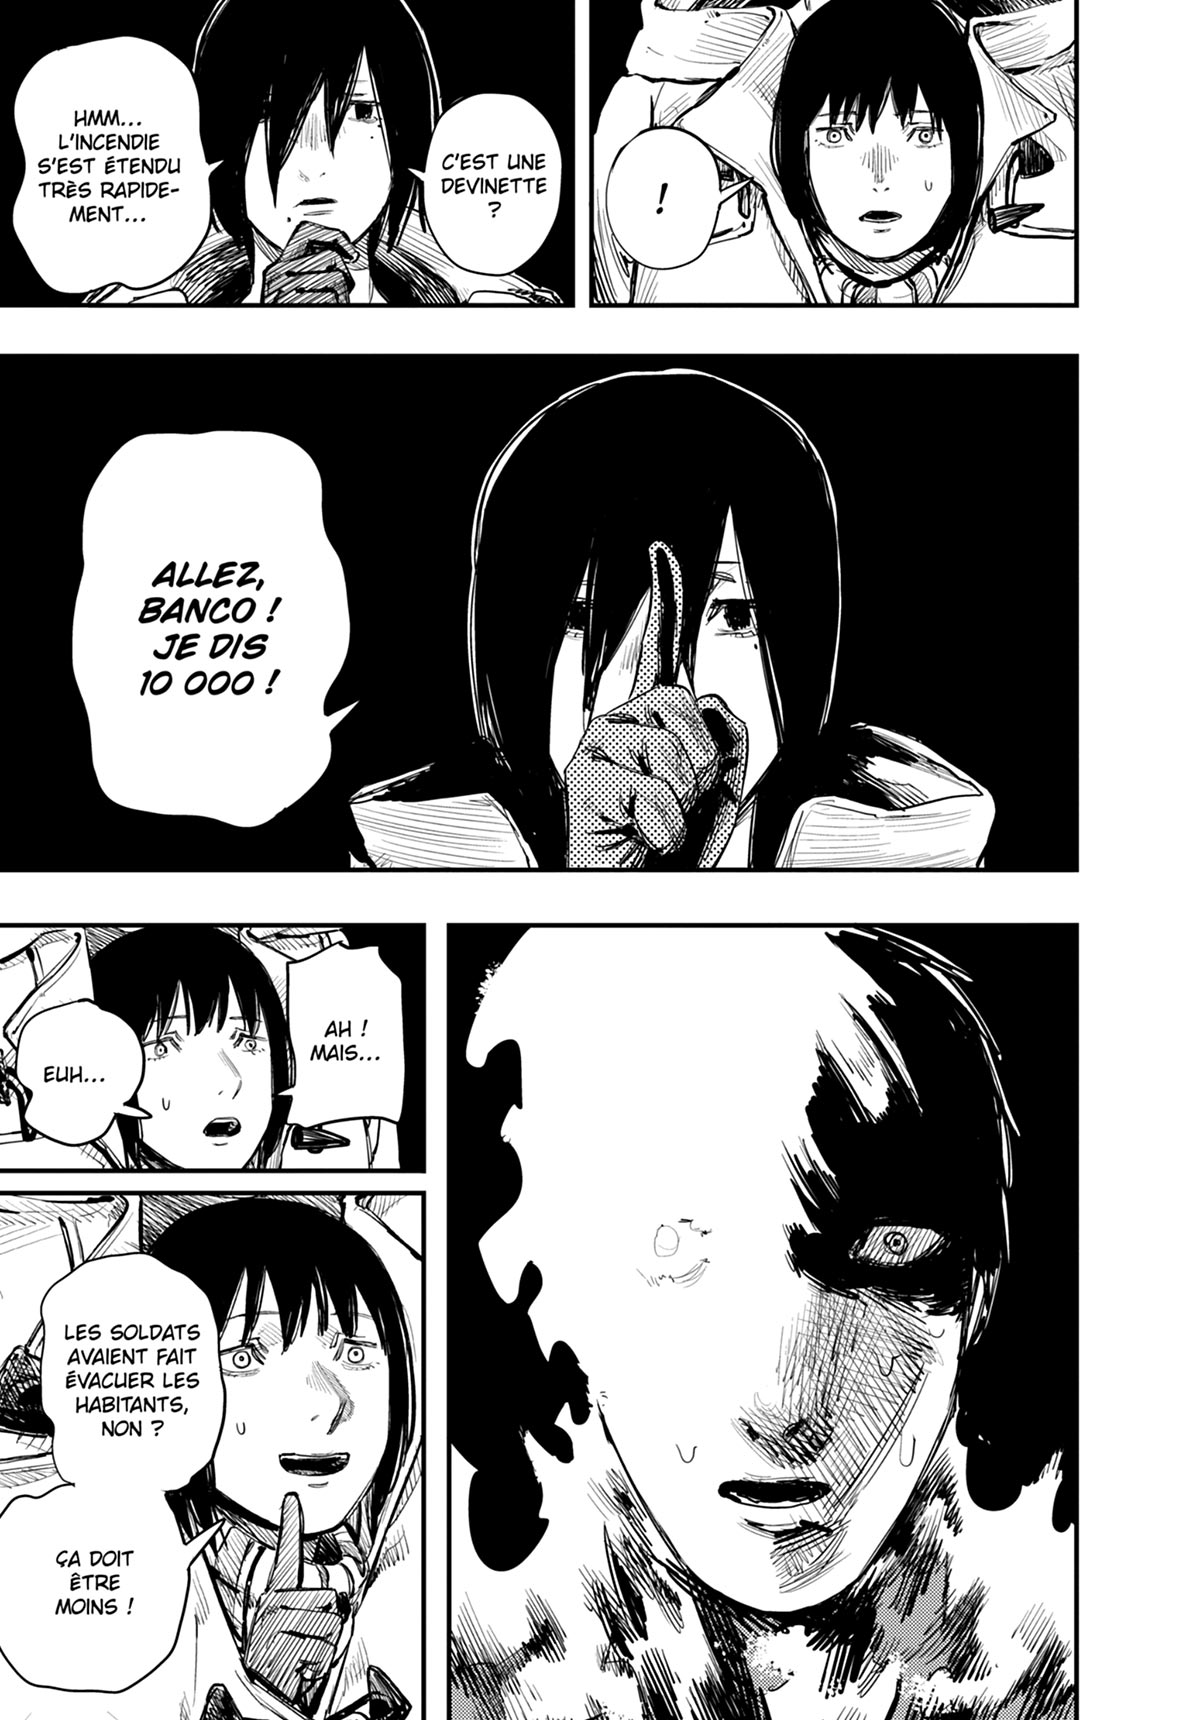 !
C'EST UNE
DEVINETTE
?
HMM...
L'INCENDIE
S'EST ÉTENDU
TRÈS RAPIDE-
MENT...
ALLEZ,
BANCO !
JE DIS
10 000 !
AH !
MAIS...
EUH...
LES SOLDATS
AVAIENT FAIT
ÉVACUER LES
HABITANTS,
NON ?
ÇA DOIT
ÊTRE
MOINS !